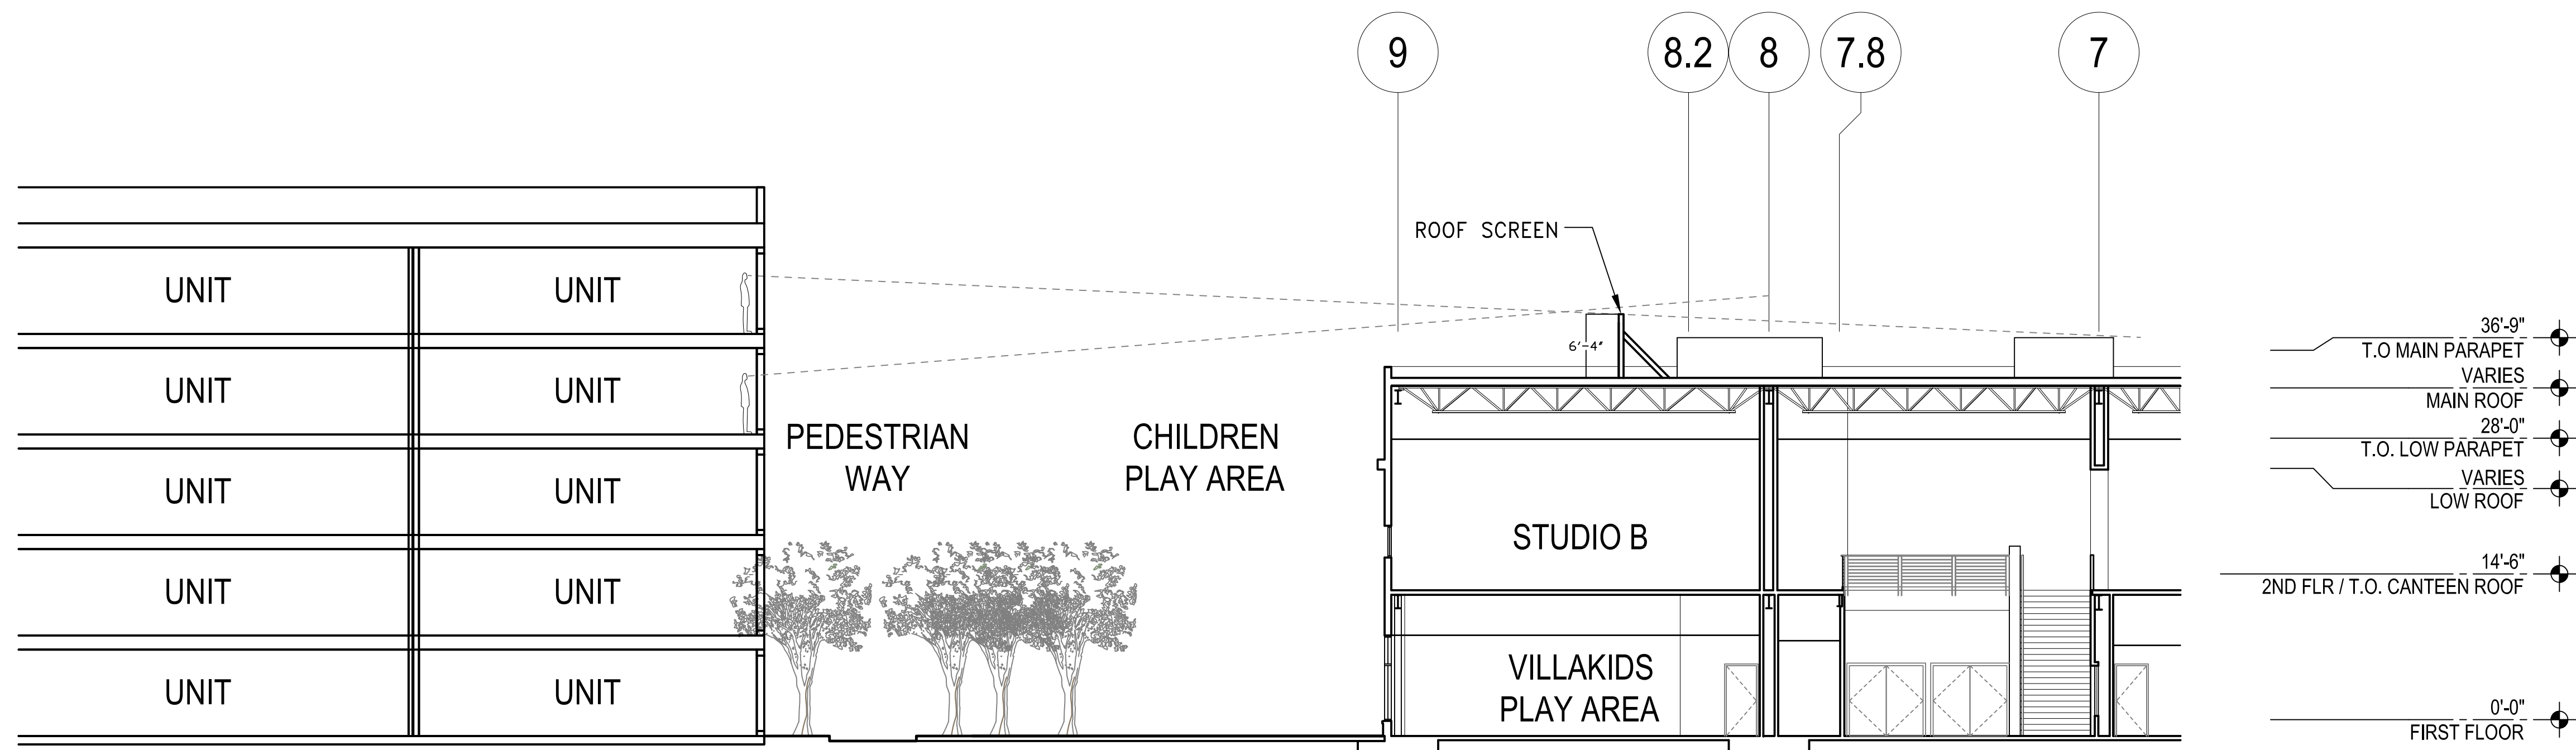 9
8.2
8
7.8
7
ROOF SCREEN
6'-4"
UNIT
UNIT
UNIT
UNIT
UNIT
UNIT
UNIT
UNIT
UNIT
UNIT
PEDESTRIAN
WAY
CHILDREN
PLAY AREA
STUDIO B
VILLAKIDS
PLAY AREA
36'-9"
T.O MAIN PARAPET
VARIES
MAIN ROOF
28'-0"
T.O. LOW PARAPET
VARIES
LOW ROOF
14'-6"
2ND FLR / T.O. CANTEEN ROOF
0'-0"
FIRST FLOOR